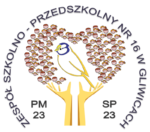 ZESPÓŁ SZKOLNO - PRZEDSZKOLNY NR 16 W GLIWICACH
PM SP
23 23